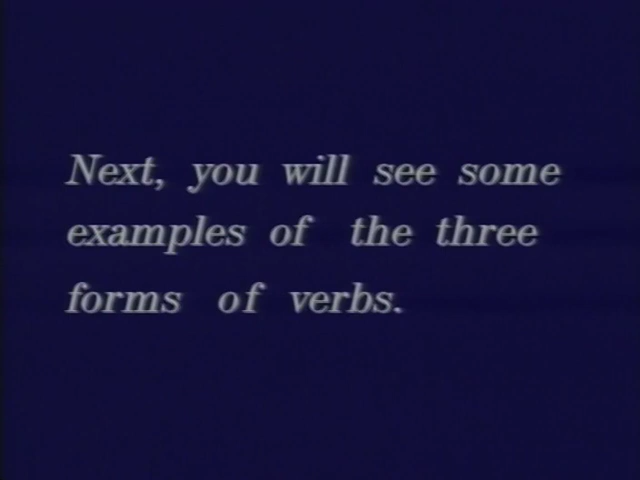 Next, you will see some
examples of the three
forms of verbs.